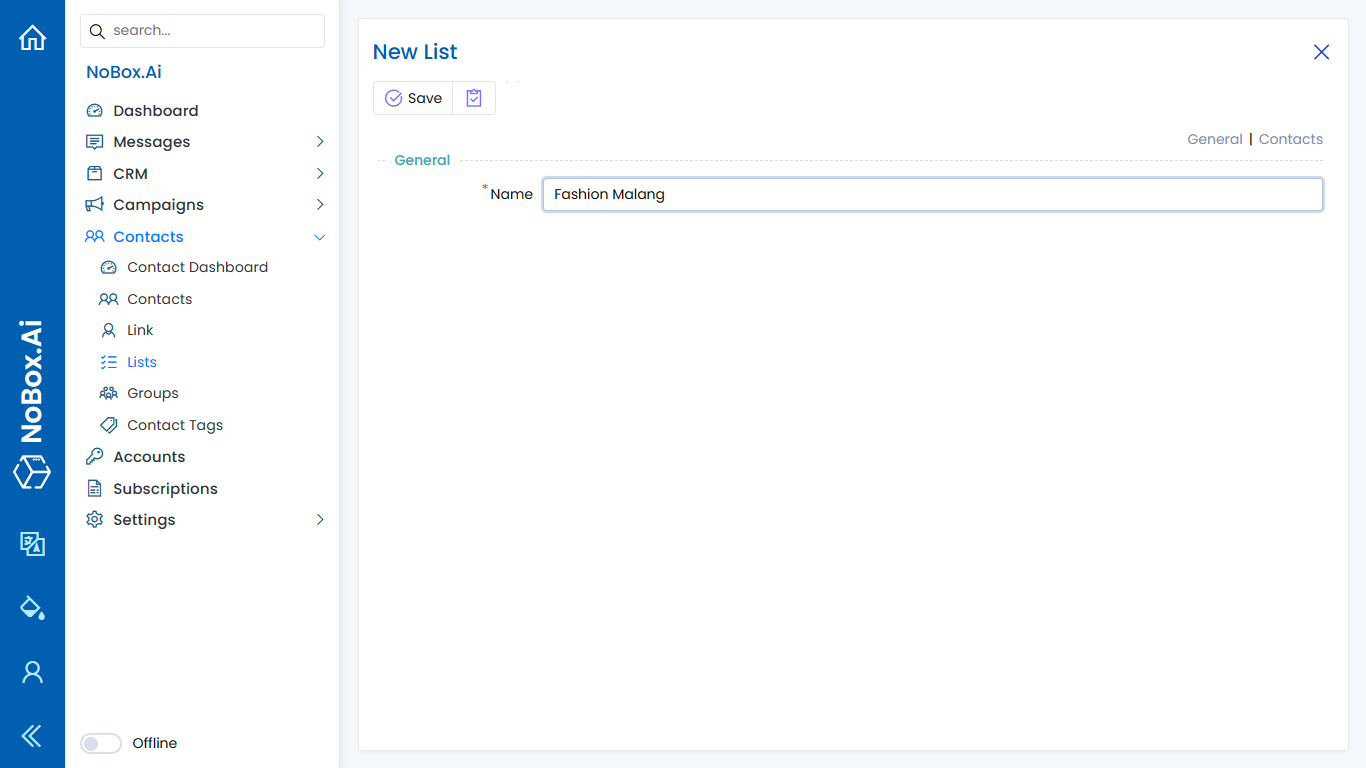 NoBox.Ai
search...
NoBox.Ai
Dashboard
Messages
CRM
Campaigns
Contacts
Contact Dashboard
Contacts
Link
Lists
Groups
Contact Tags
Accounts
Subscriptions
Settings
Offline
New List
Save
General | Contacts
General
*Name Fashion Malang